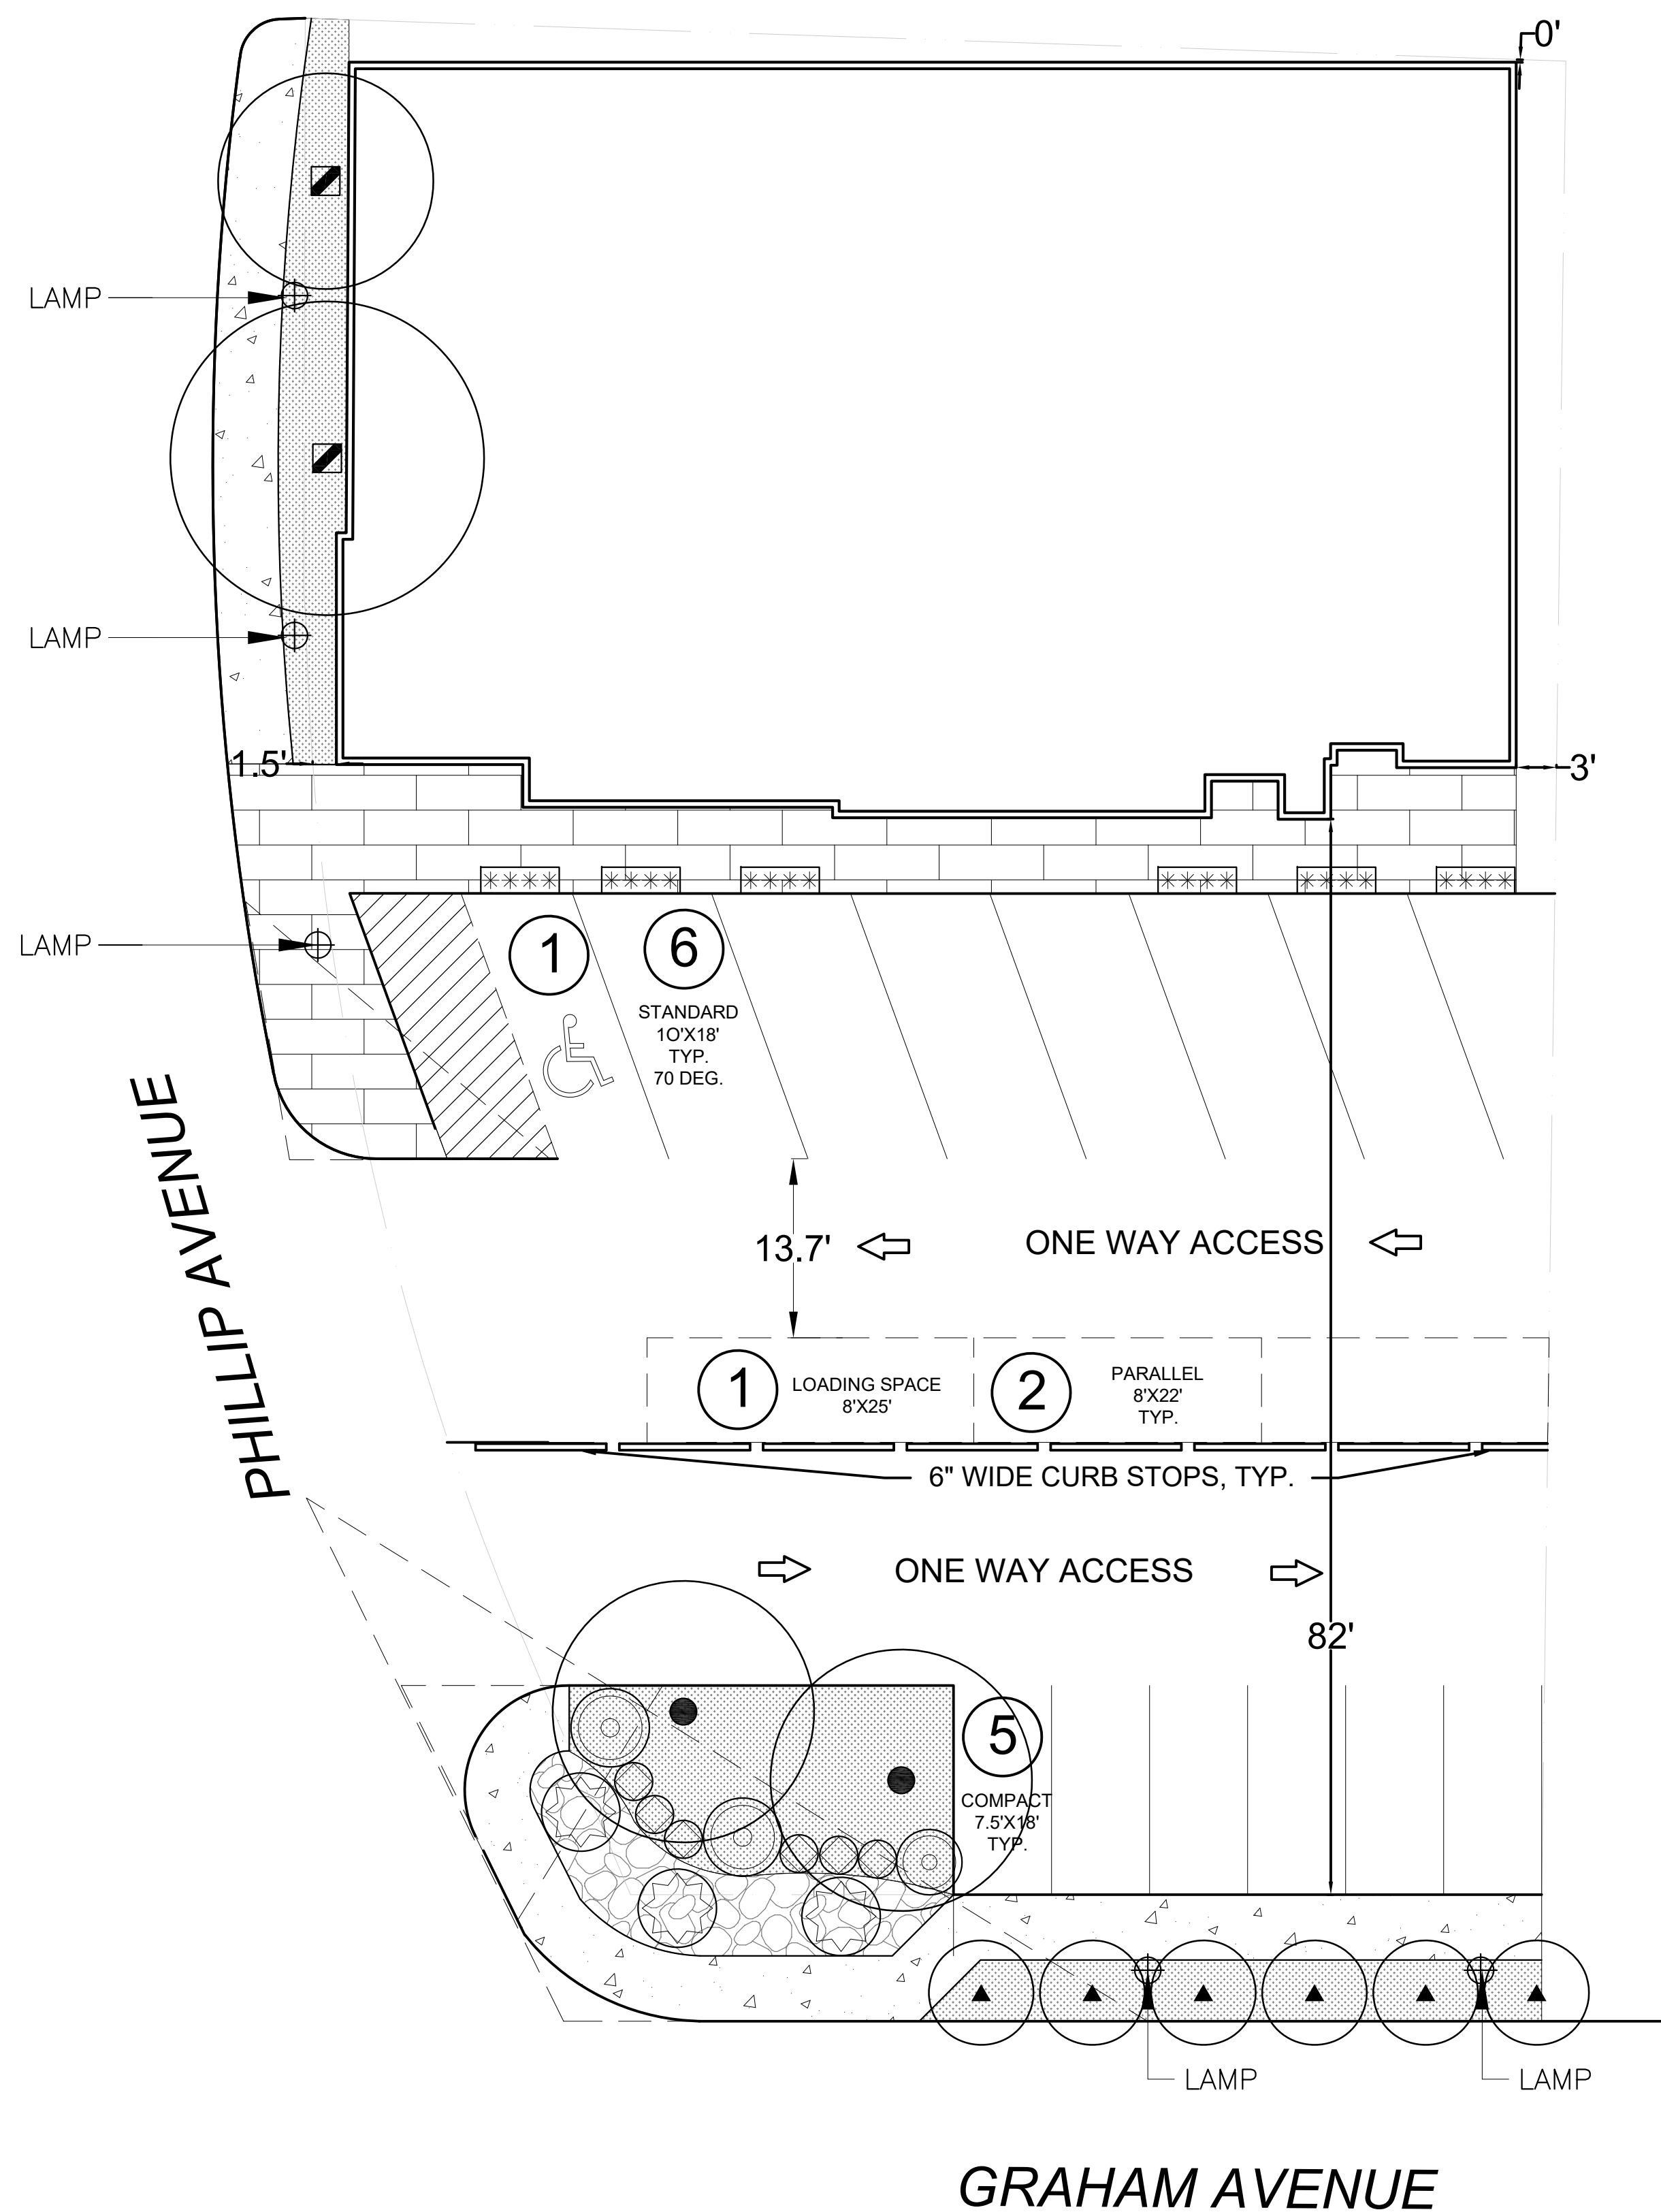 0'
LAMP
LAMP
1.5'
3'
LAMP
1
6
STANDARD
1O'X18'
TYP.
70 DEG.
PHILLIP AVENUE
13.7'
ONE WAY ACCESS
1
LOADING SPACE
8'X25'
2
PARALLEL
8'X22'
TYP.
6" WIDE CURB STOPS, TYP.
ONE WAY ACCESS
82'
5
COMPACT
7.5'X18'
TYP.
LAMP
LAMP
GRAHAM AVENUE